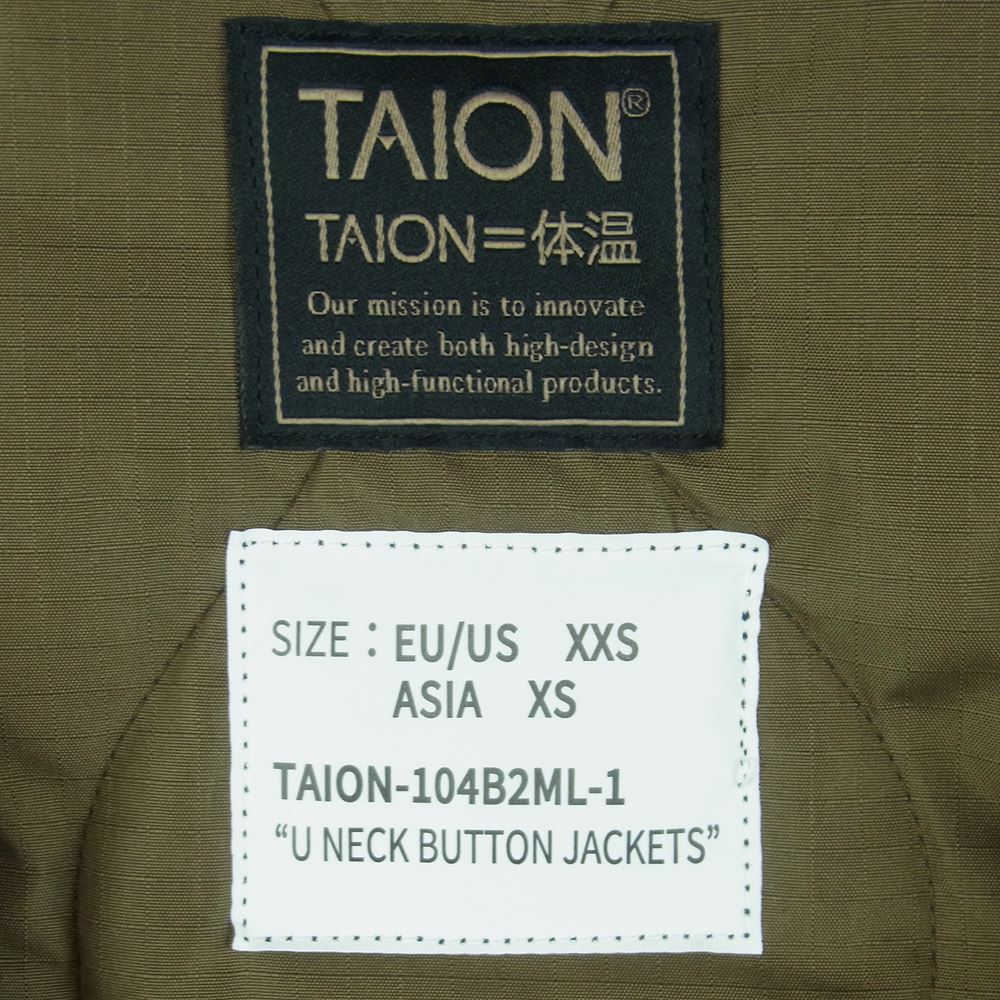 TAION®
TAION=体温
Our mission is to innovate
and create both high-design
and high-functional products.
SIZE : EU/US XXS
ASIA XS
TAION-104B2ML-1
“U NECK BUTTON JACKETS”